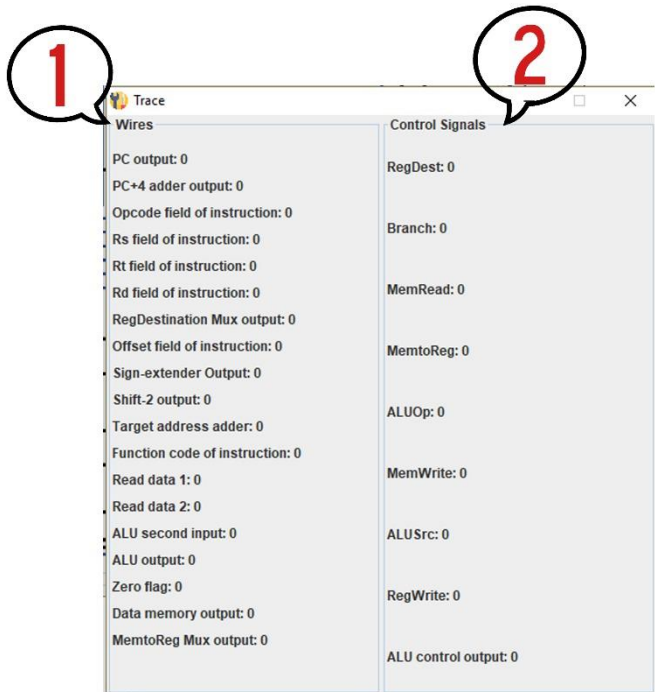 1
2
Trace
Wires
PC output: 0
PC+4 adder output: 0
Opcode field of instruction: 0
Rs field of instruction: 0
Rt field of instruction: 0
Rd field of instruction: 0
RegDestination Mux output: 0
Offset field of instruction: 0
Sign-extender Output: 0
Shift-2 output: 0
Target address adder: 0
Function code of instruction: 0
Read data 1: 0
Read data 2: 0
ALU second input: 0
ALU output: 0
Zero flag: 0
Data memory output: 0
MemtoReg Mux output: 0
Control Signals
RegDest: 0
Branch: 0
MemRead: 0
MemtoReg: 0
ALUOp: 0
MemWrite: 0
ALUSrc: 0
RegWrite: 0
ALU control output: 0